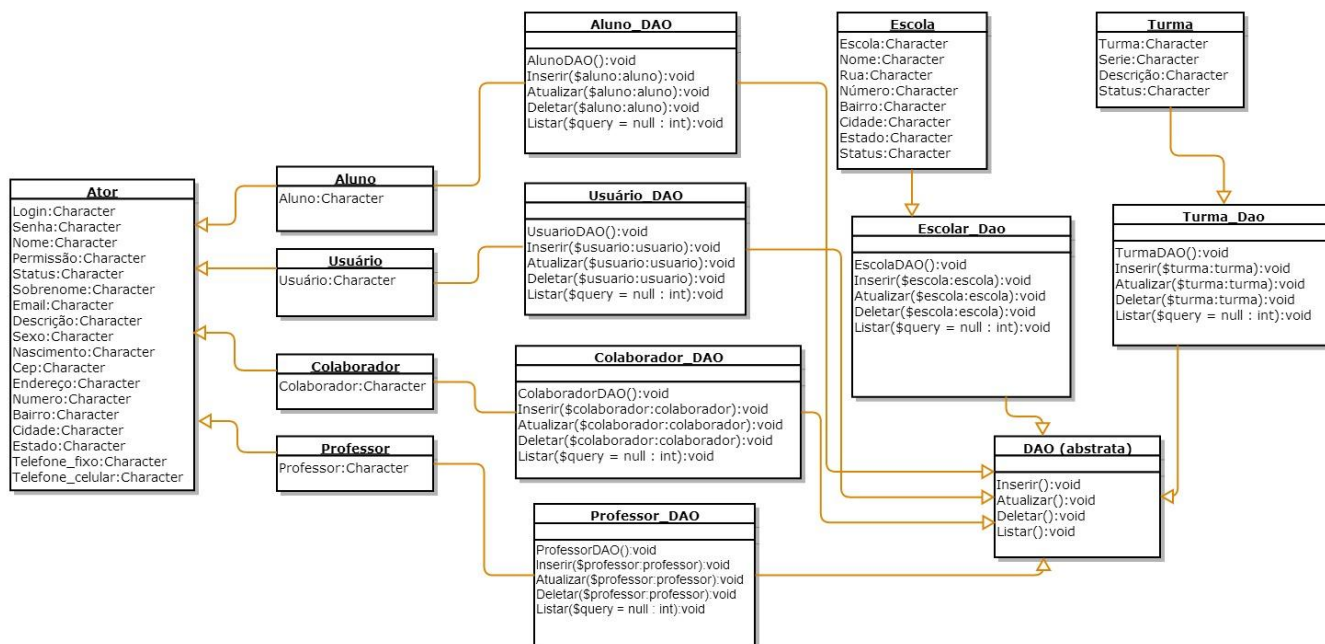 Ator
Login:Character
Senha:Character
Nome:Character
Permissão:Character
Status:Character
Sobrenome:Character
Email:Character
Descrição:Character
Sexo:Character
Nascimento:Character
Cep:Character
Endereço:Character
Numero:Character
Bairro:Character
Cidade:Character
Estado:Character
Telefone_fixo:Character
Telefone_celular:Character
Aluno
Aluno:Character
Usuário
Usuário:Character
Colaborador
Colaborador:Character
Professor
Professor:Character
Aluno_DAO
AlunoDAO():void
Inserir($aluno:aluno):void
Atualizar($aluno:aluno):void
Deletar($aluno:aluno):void
Listar($query = null : int):void
Usuário_DAO
UsuarioDAO():void
Inserir($usuario:usuario):void
Atualizar($usuario:usuario):void
Deletar($usuario:usuario):void
Listar($query = null : int):void
Colaborador_DAO
ColaboradorDAO():void
Inserir($colaborador:colaborador):void
Atualizar($colaborador:colaborador):void
Deletar($colaborador:colaborador):void
Listar($query = null : int):void
Professor_DAO
ProfessorDAO():void
Inserir($professor:professor):void
Atualizar($professor:professor):void
Deletar($professor:professor):void
Listar($query = null : int):void
Escola
Escola:Character
Nome:Character
Rua:Character
Número:Character
Bairro:Character
Cidade:Character
Estado:Character
Status:Character
Escolar_Dao
EscolaDAO():void
Inserir($escola:escola):void
Atualizar($escola:escola):void
Deletar($escola:escola):void
Listar($query = null : int):void
Turma
Turma:Character
Serie:Character
Descrição:Character
Status:Character
Turma_Dao
TurmaDAO():void
Inserir($turma:turma):void
Atualizar($turma:turma):void
Deletar($turma:turma):void
Listar($query = null : int):void
DAO (abstrata)
Inserir():void
Atualizar():void
Deletar():void
Listar():void